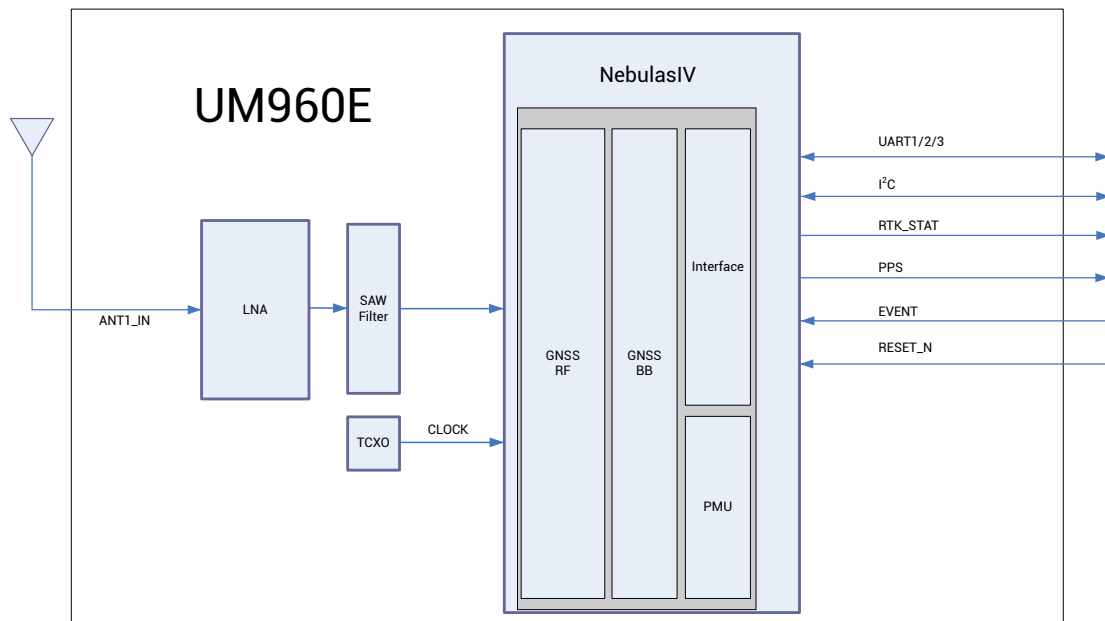 UM960E
NebulasIV
ANT1_IN
LNA
SAW
Filter
TCXO
CLOCK
GNSS
RF
GNSS
BB
Interface
PMU
UART1/2/3
I²C
RTK_STAT
PPS
EVENT
RESET_N